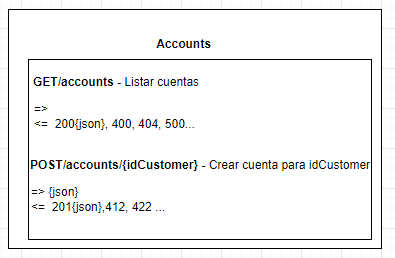 Accounts
GET/accounts - Listar cuentas
=>
<= 200{json}, 400, 404, 500...
POST/accounts/{idCustomer} - Crear cuenta para idCustomer
=> {json}
<= 201{json},412, 422 ...